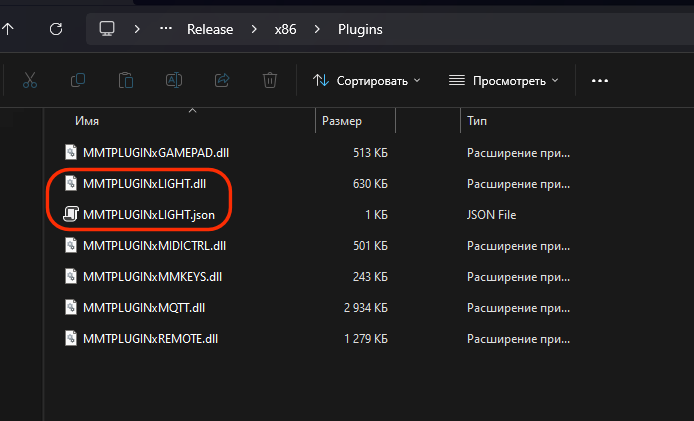 ··· Release > x86 > Plugins
Сортировать Просмотреть ···
Имя Размер Тип
MMTPLUGINxGAMEPAD.dll 513 КБ Расширение при...
MMTPLUGINxLIGHT.dll 630 КБ Расширение при...
MMTPLUGINxLIGHT.json 1 КБ JSON File
MMTPLUGINxMIDICTRL.dll 501 КБ Расширение при...
MMTPLUGINxMMKEYS.dll 243 КБ Расширение при...
MMTPLUGINxMQTT.dll 2 934 КБ Расширение при...
MMTPLUGINxREMOTE.dll 1 279 КБ Расширение при...